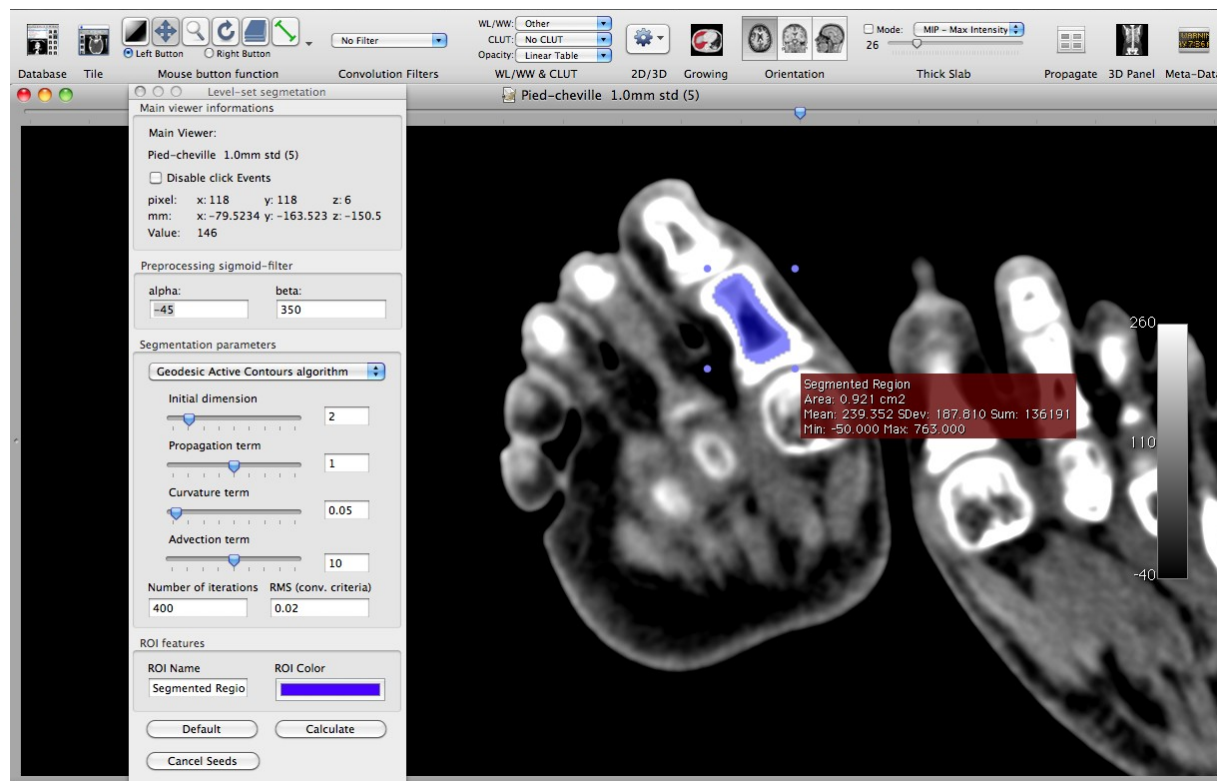 WL/WW: Other
CLUT: No CLUT
Opacity: Linear Table
No Filter
Mode: MIP - Max Intensity
26
Left Button Right Button
Database Tile Mouse button function Convolution Filters WL/WW & CLUT 2D/3D Growing Orientation Thick Slab Propagate 3D Panel Meta-Dat
Level-set segmetation
Pied-cheville 1.0mm std (5)
Main viewer informations
Main Viewer:
Pied-cheville 1.0mm std (5)
Disable click Events
pixel: x: 118 y: 118 z: 6
mm: x: -79.5234 y: -163.523 z: -150.5
Value: 146
Preprocessing sigmoid-filter
alpha: beta:
-45 350
Segmentation parameters
Geodesic Active Contours algorithm
Initial dimension
2
Propagation term
1
Curvature term
0.05
Advection term
10
Number of iterations RMS (conv. criteria)
400 0.02
ROI features
ROI Name ROI Color
Segmented Regio
Default Calculate
Cancel Seeds
260
Segmented Region
Area: 0.921 cm2
Mean: 239.352 SDev: 187.810 Sum: 136191
Min: -50.000 Max: 763.000
110
-40